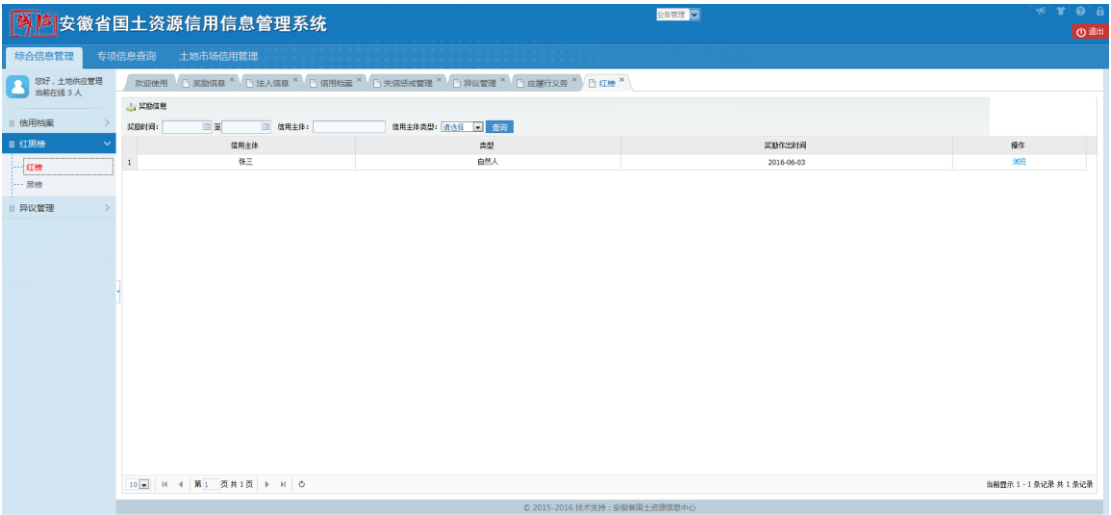 诚信 安徽省国土资源信用信息管理系统
业务管理
退出
综合信息管理 专项信息查询 土地市场信用管理
您好，土地供应管理
当前在线 3 人
欢迎使用 奖励信息 法人信息 信用档案 失信惩戒管理 异议管理 应履行义务 红榜
奖励信息
奖励时间： 至 信用主体： 信用主体类型： 请选择 查询
信用档案
红黑榜
红榜
黑榜
异议管理
信用主体 类型 奖励作出时间 操作
1 张三 自然人 2016-06-03 浏览
10 第 1 页 共 1 页 当前显示 1 - 1 条记录 共 1 条记录
© 2015-2016 技术支持：安徽省国土资源信息中心